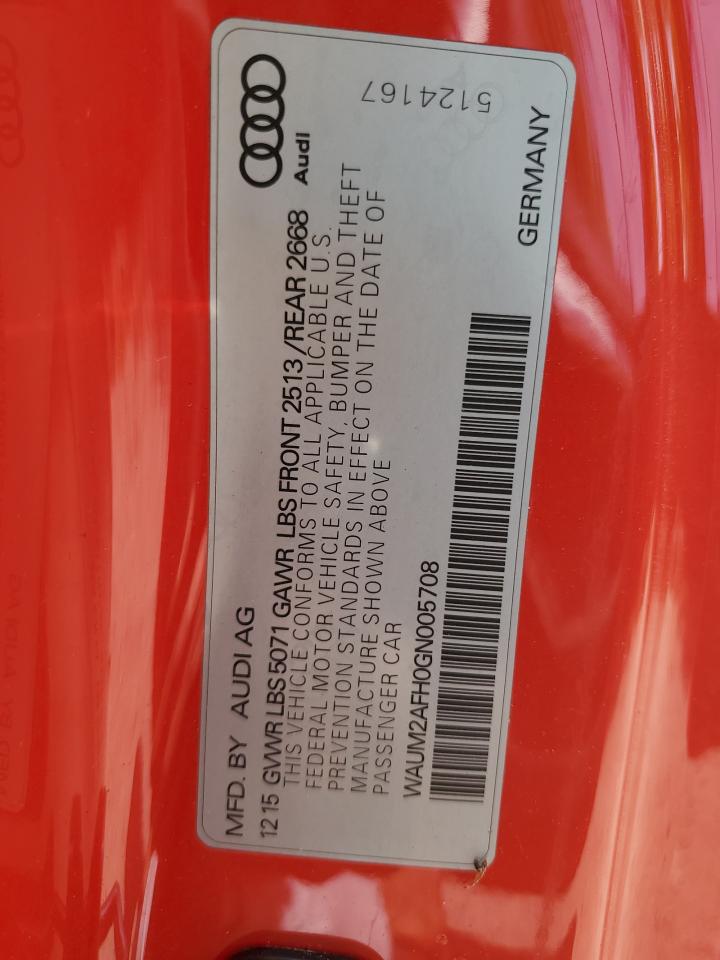 MFD. BY AUDI AG
12 15 GVWR LBS 5071 GAWR LBS FRONT 2513 /REAR 2668
THIS VEHICLE CONFORMS TO ALL APPLICABLE U.S.
FEDERAL MOTOR VEHICLE SAFETY, BUMPER AND THEFT
PREVENTION STANDARDS IN EFFECT ON THE DATE OF
MANUFACTURE SHOWN ABOVE
PASSENGER CAR
WAUM2AFH0GN005708
Audi
5124167
GERMANY